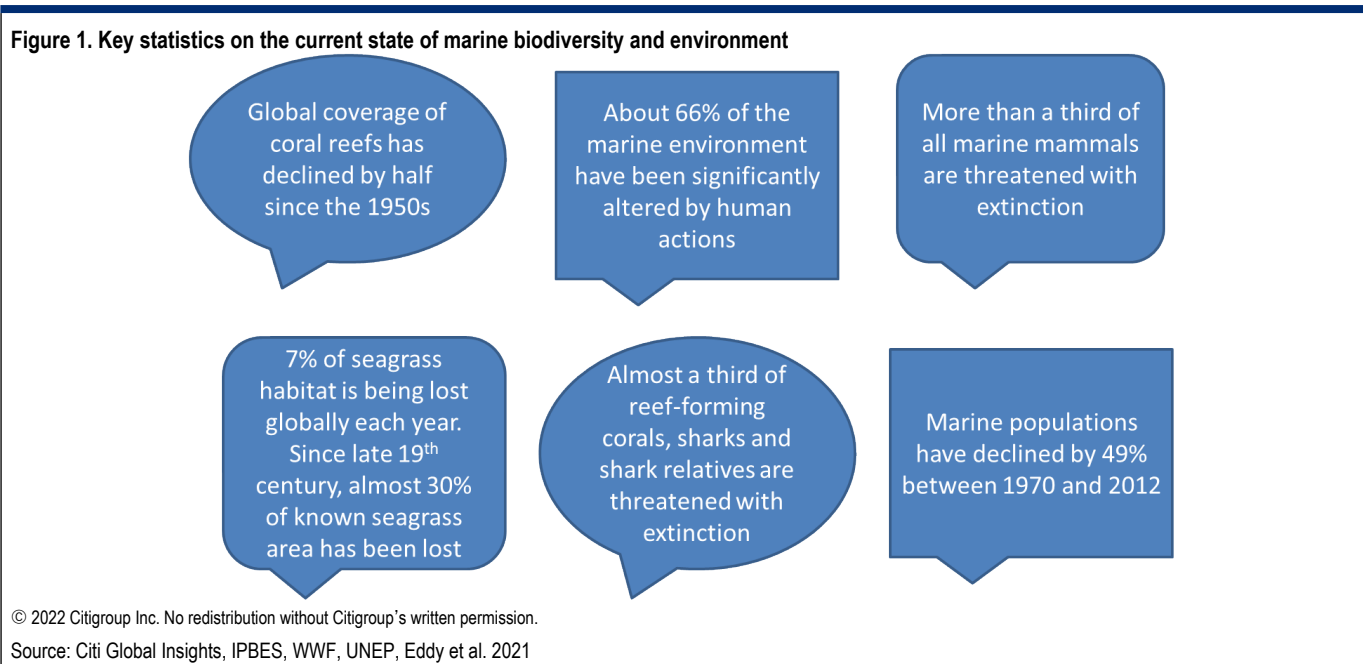 Figure 1. Key statistics on the current state of marine biodiversity and environment
Global coverage of
coral reefs has
declined by half
since the 1950s
About 66% of the
marine environment
have been significantly
altered by human
actions
More than a third of
all marine mammals
are threatened with
extinction
7% of seagrass
habitat is being lost
globally each year.
Since late 19th
century, almost 30%
of known seagrass
area has been lost
Almost a third of
reef-forming
corals, sharks and
shark relatives are
threatened with
extinction
Marine populations
have declined by 49%
between 1970 and 2012
© 2022 Citigroup Inc. No redistribution without Citigroup's written permission.
Source: Citi Global Insights, IPBES, WWF, UNEP, Eddy et al. 2021